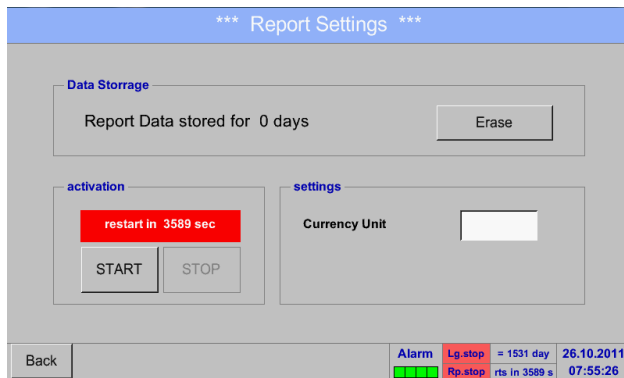 *** Report Settings ***
Data Storrage
Report Data stored for 0 days
Erase
activation
restart in 3589 sec
START
STOP
settings
Currency Unit
Back
Alarm
Lg.stop
= 1531 day
26.10.2011
Rp.stop
rts in 3589 s
07:55:26